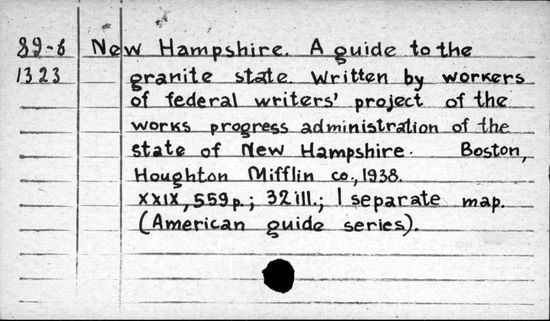 89-6 New Hampshire. A guide to the
1323 granite state. Written by workers
of federal writers' project of the
works progress administration of the
state of New Hampshire. Boston,
Houghton Mifflin co., 1938.
XXIX, 559p.; 32 ill.; 1 separate map.
(American guide series).